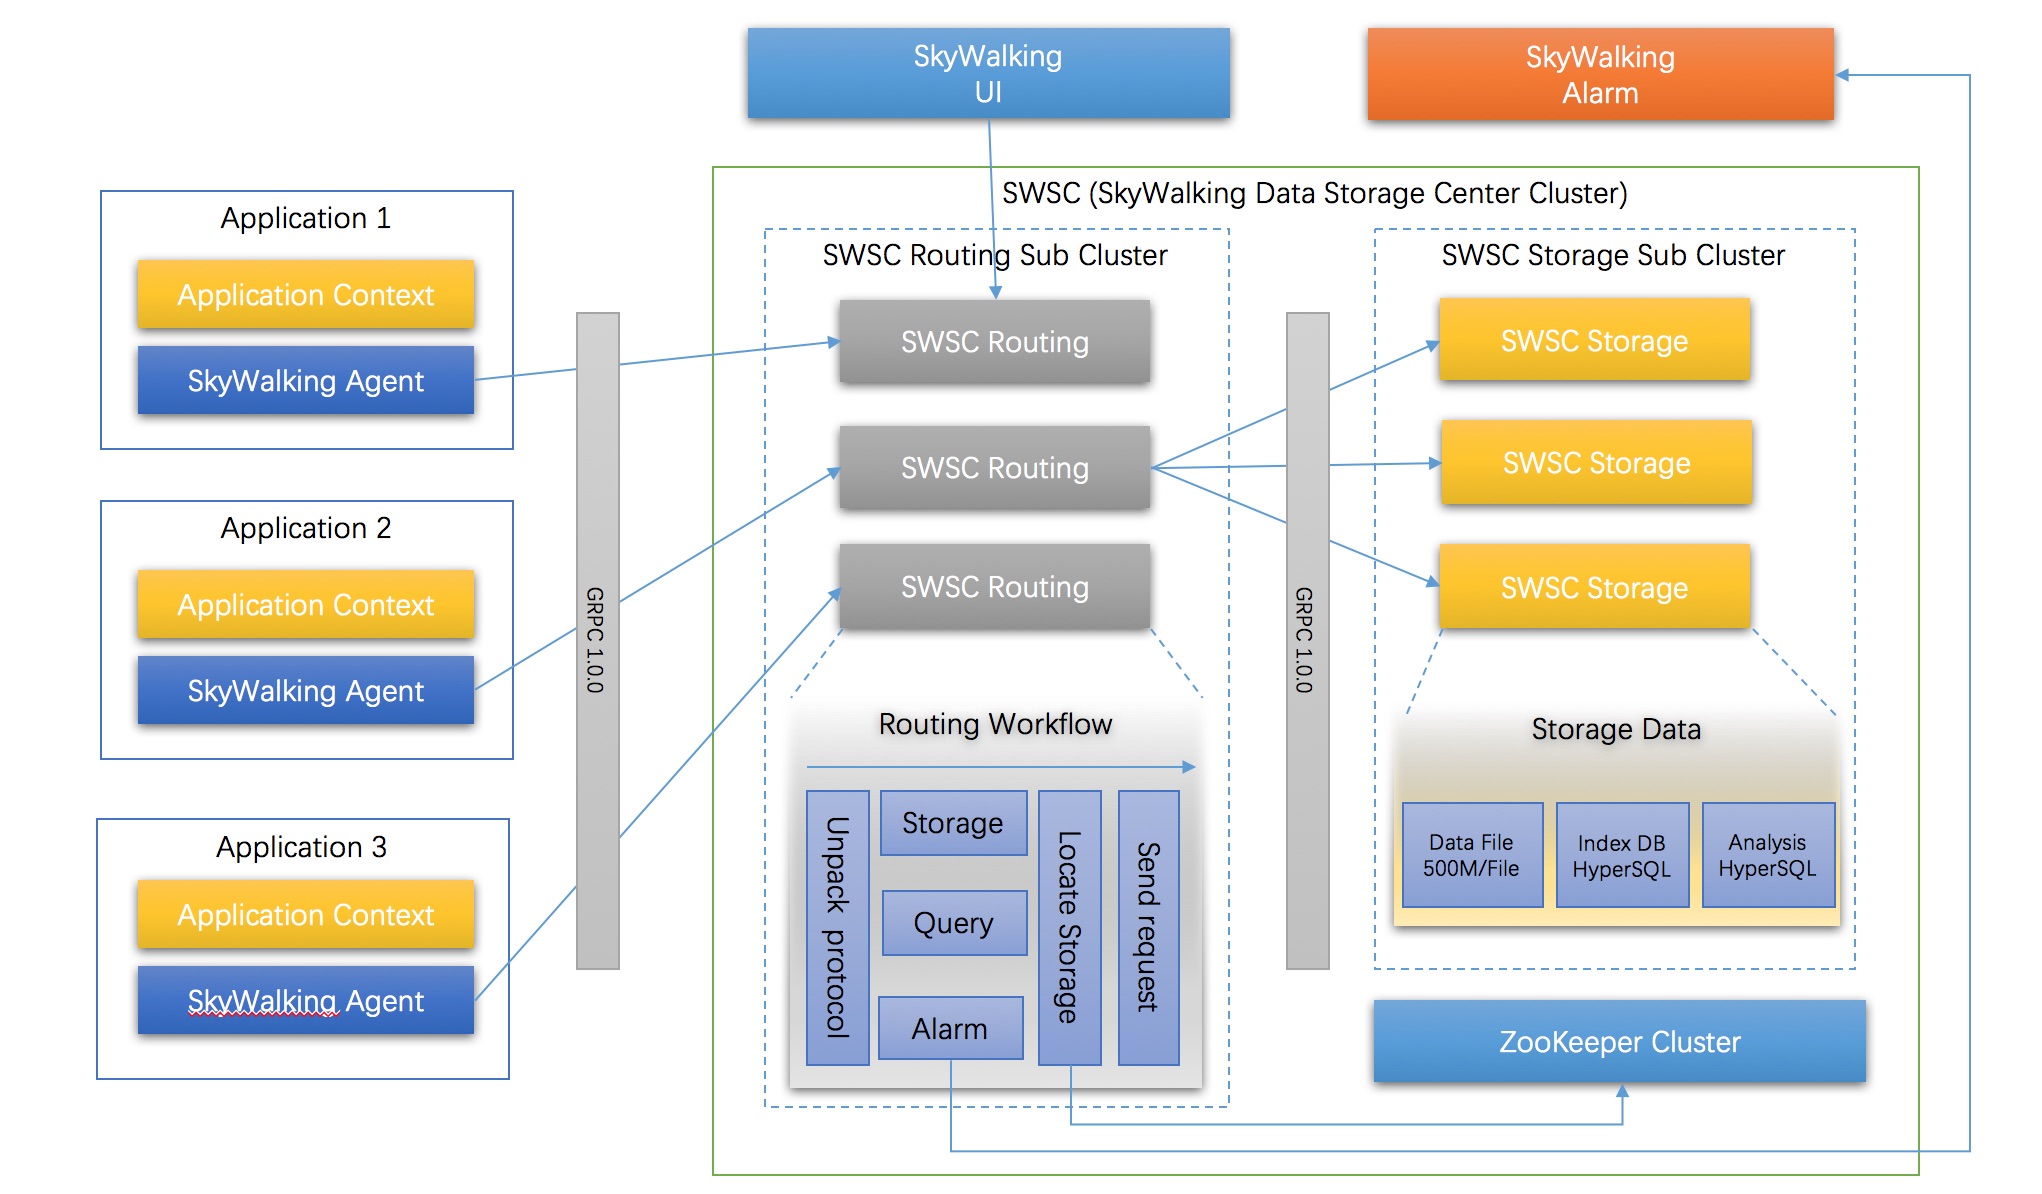 SkyWalking
UI
SkyWalking
Alarm
SWSC (SkyWalking Data Storage Center Cluster)
Application 1
Application Context
SkyWalking Agent
Application 2
Application Context
SkyWalking Agent
Application 3
Application Context
SkyWalking Agent
GRPC 1.0.0
SWSC Routing Sub Cluster
SWSC Routing
SWSC Routing
SWSC Routing
Routing Workflow
Unpack protocol
Storage
Query
Alarm
Locate Storage
Send request
GRPC 1.0.0
SWSC Storage Sub Cluster
SWSC Storage
SWSC Storage
SWSC Storage
Storage Data
Data File
500M/File
Index DB
HyperSQL
Analysis
HyperSQL
ZooKeeper Cluster